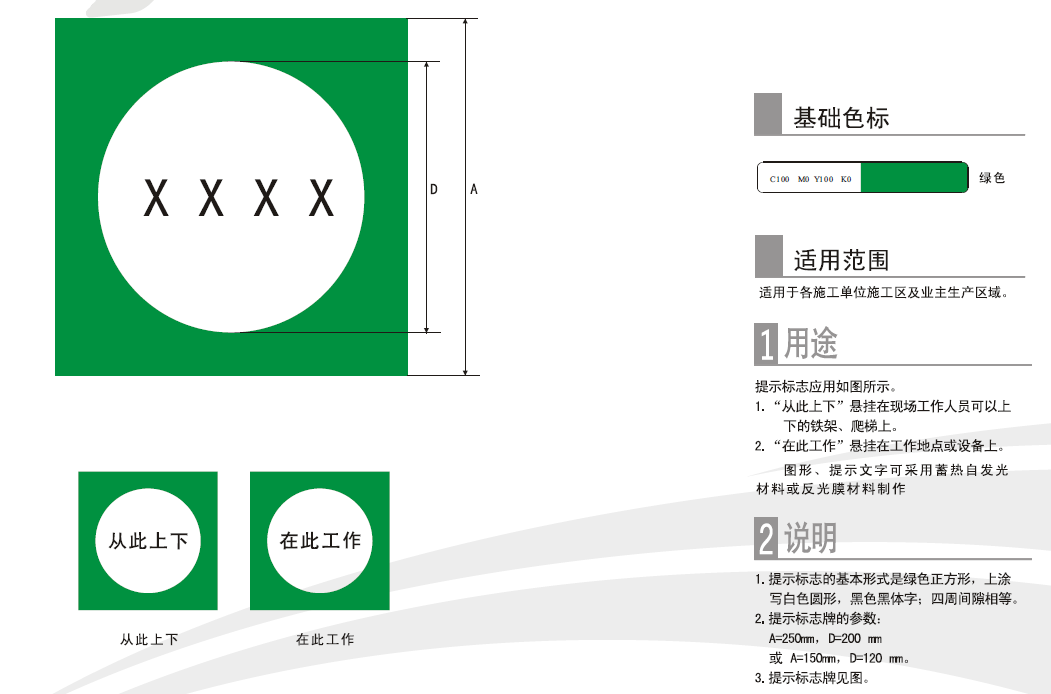 X X X X
D
A
从此上下
在此工作
从此上下
在此工作
基础色标
C100 M0 Y100 K0
绿色
适用范围
适用于各施工单位施工区及业主生产区域。
1 用途
提示标志应用如图所示。
1. “从此上下”悬挂在现场工作人员可以上
下的铁架、爬梯上。
2. “在此工作”悬挂在工作地点或设备上。
图形、提示文字可采用蓄热自发光
材料或反光膜材料制作
2 说明
1. 提示标志的基本形式是绿色正方形，上涂
写白色圆形，黑色黑体字；四周间隙相等。
2. 提示标志牌的参数：
A=250mm，D=200 mm
或 A=150mm，D=120 mm。
3. 提示标志牌见图。